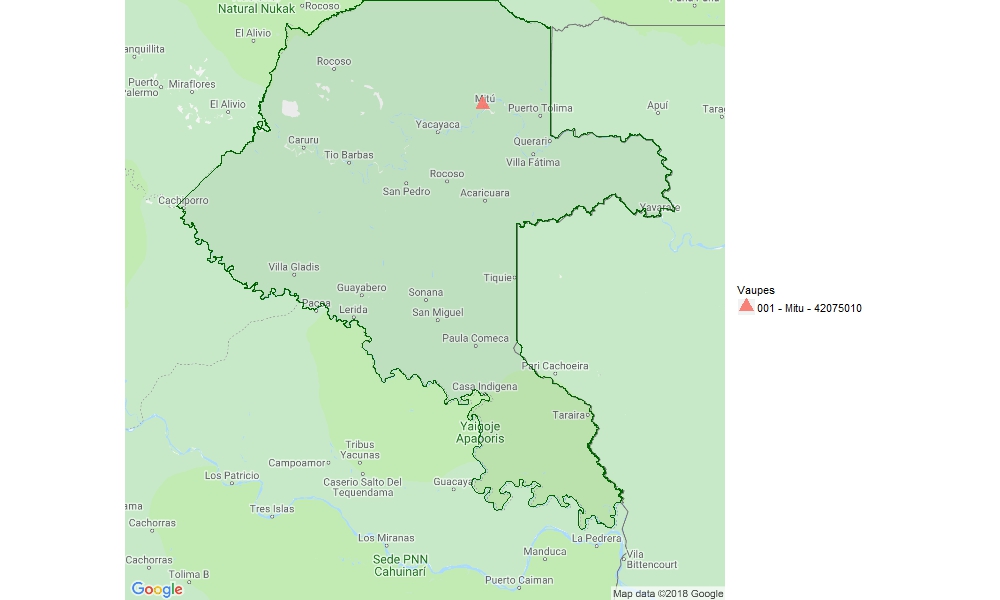 Natural Nukak
Rocoso
El Alivio
anquillita
Rocoso
Puerto
alermo
Miraflores
El Alivio
Mitú
Puerto Tolima
Apuí
Yacayaca
Caruru
Querari
Tio Barbas
Villa Fátima
Rocoso
San Pedro
Acaricuara
Cachiporro
Yavarate
Villa Gladis
Tiquie
Guayabero
Sonana
Pacoa
Lerida
San Miguel
Vaupes
001 - Mitu - 42075010
Paula Comeca
Pari Cachoeira
Casa Indigena
Taraira
Yaigoje
Apaporis
Tribus
Yacunas
Campoamor
Los Patricio
Caserio Salto Del
Tequendama
Guacaya
ama
Tres Islas
Cachorras
Los Miranas
La Pedrera
Manduca
Sede PNN
Cahuinarí
Vila
Bittencourt
Cachorras
Tolima B
Puerto Caiman
Google
Map data ©2018 Google